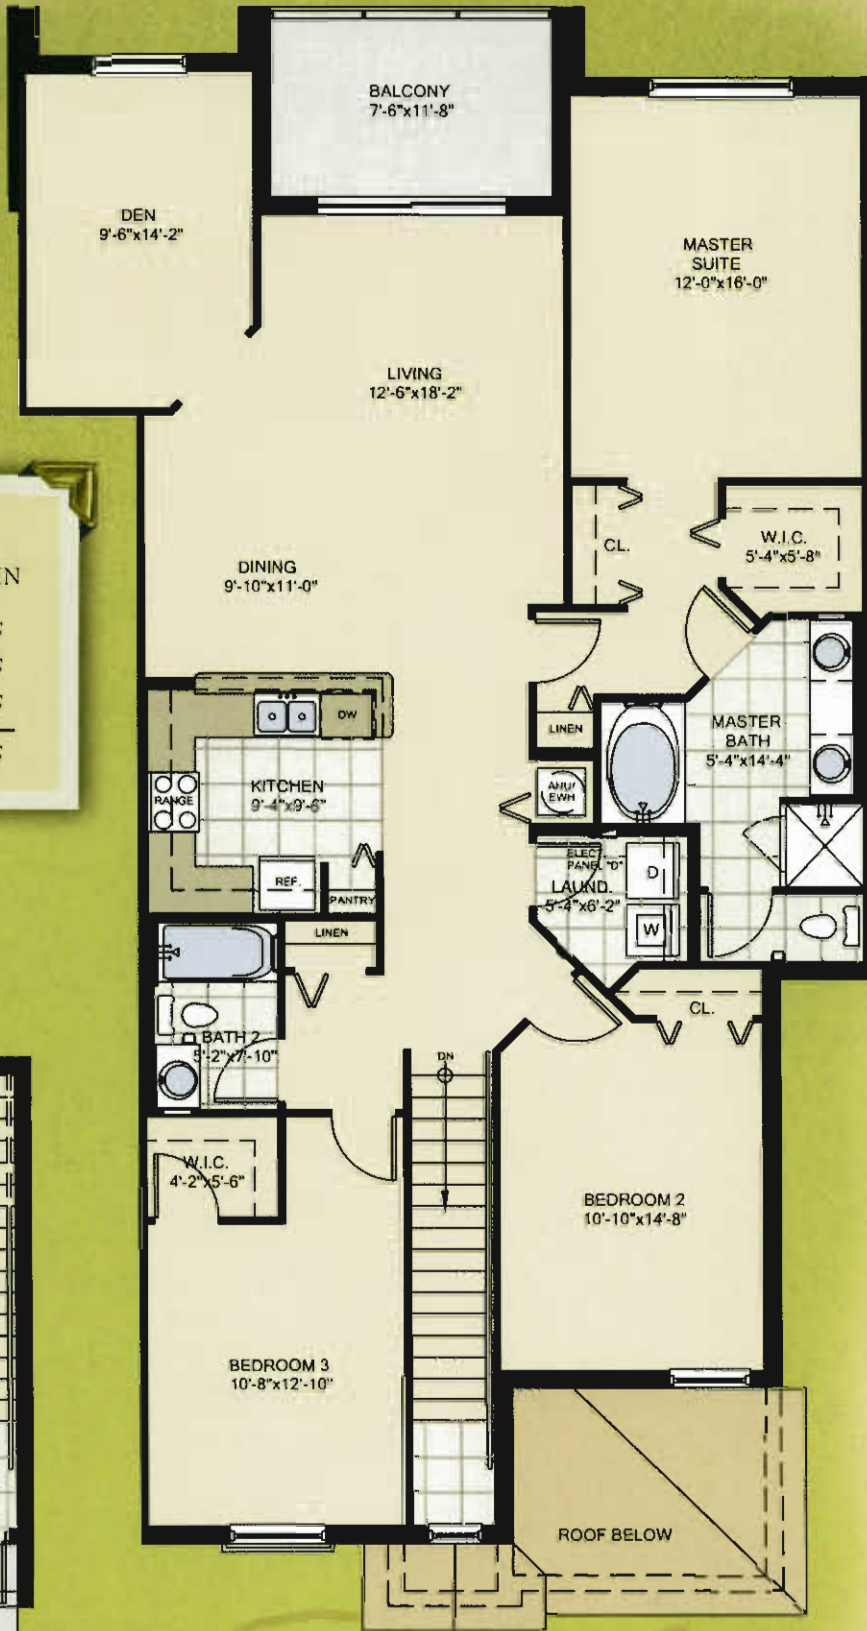 BALCONY
7'-6"x11'-8"
DEN
9'-6"x14'-2"
MASTER
SUITE
12'-0"x16'-0"
LIVING
12'-6"x18'-2"
DINING
9'-10"x11'-0"
CL.
W.I.C.
5'-4"x5'-8"
LINEN
DW
MASTER
BATH
5'-4"x14'-4"
KITCHEN
9'-4"x9'-6"
RANGE
AHU/
EWH
REF.
PANTRY
ELECT.
PANEL "D"
LAUND.
5'-4"x6'-2"
D
W
LINEN
BATH 2
5'-2"x7'-10"
CL.
DN
W.I.C.
4'-2"x5'-6"
BEDROOM 2
10'-10"x14'-8"
BEDROOM 3
10'-8"x12'-10"
ROOF BELOW